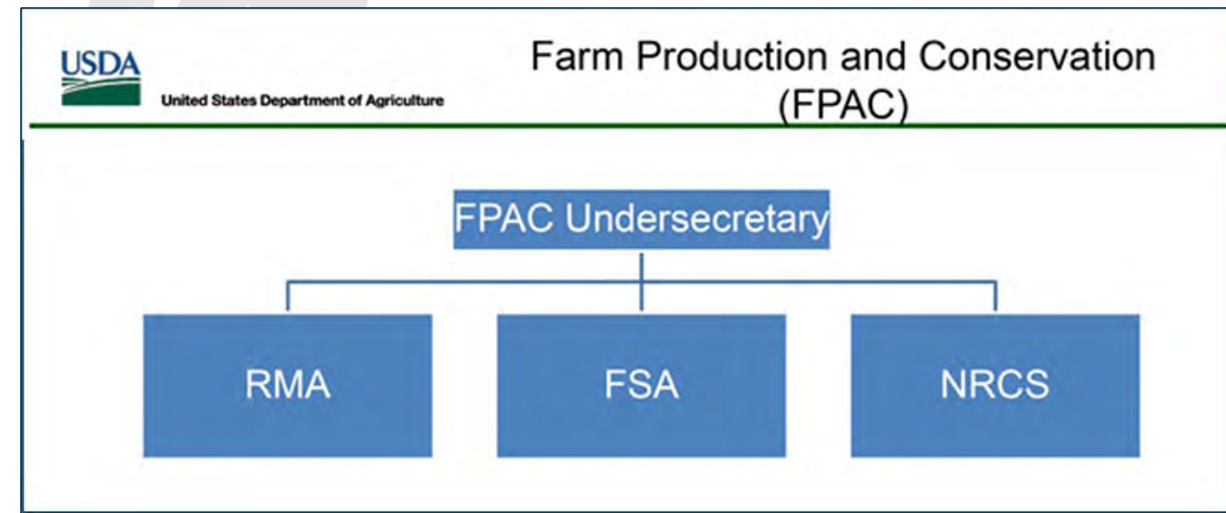 USDA
United States Department of Agriculture
Farm Production and Conservation
(FPAC)
FPAC Undersecretary
RMA
FSA
NRCS